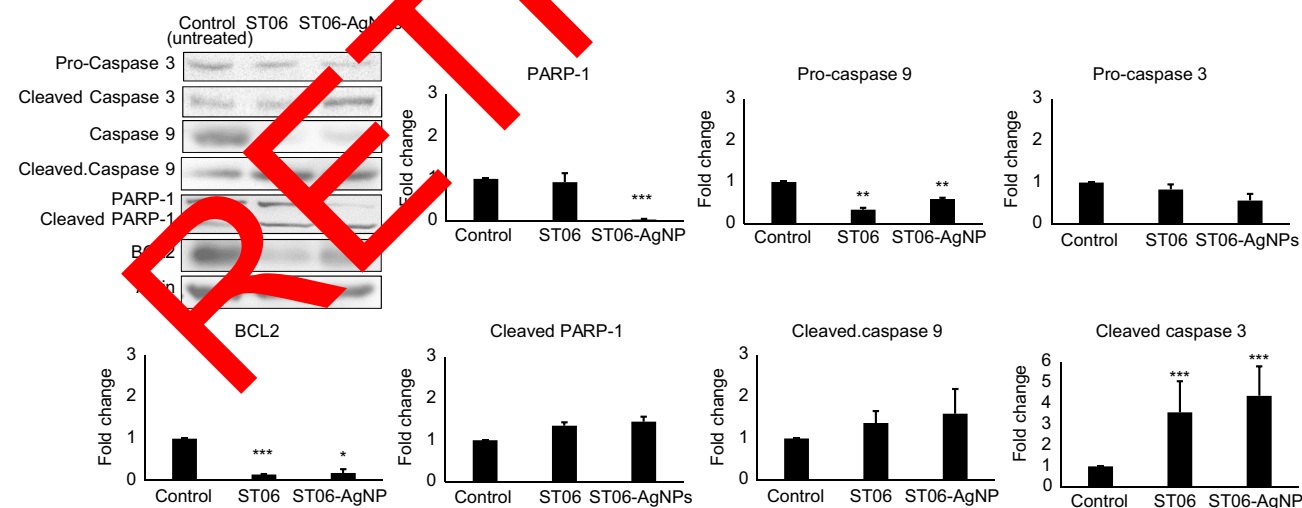 Control ST06 ST06-AgNPs
(untreated)
Pro-Caspase 3
Cleaved Caspase 3
Caspase 9
Cleaved.Caspase 9
PARP-1
Cleaved PARP-1
BCL2
Actin
RET
PARP-1
Fold change
3
2
1
0
Control ST06 ST06-AgNP
***
Pro-caspase 9
Fold change
3
2
1
0
** **
Control ST06 ST06-AgNP
Pro-caspase 3
Fold change
3
2
1
0
Control ST06 ST06-AgNPs
BCL2
Fold change
3
2
1
0
*** *
Control ST06 ST06-AgNP
Cleaved PARP-1
Fold change
3
2
1
0
Control ST06 ST06-AgNPs
Cleaved.caspase 9
Fold change
3
2
1
0
Control ST06 ST06-AgNP
Cleaved caspase 3
Fold change
6
5
4
3
2
1
0
*** ***
Control ST06 ST06-AgNP